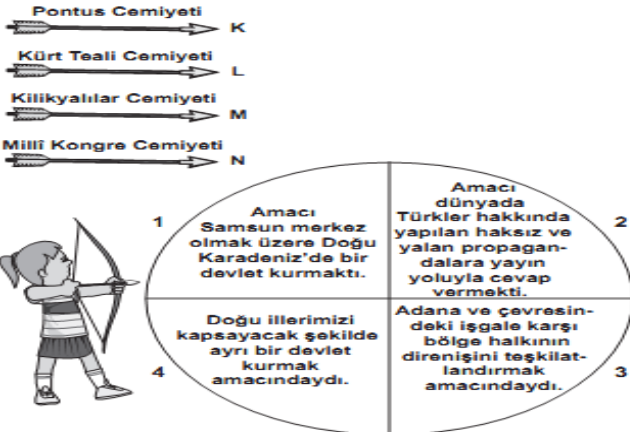 Pontus Cemiyeti
K
Kürt Teali Cemiyeti
L
Kilikyalılar Cemiyeti
M
Millî Kongre Cemiyeti
N
1
Amacı
Samsun merkez
olmak üzere Doğu
Karadeniz'de bir
devlet kurmaktı.
Amacı
dünyada
Türkler hakkında
yapılan haksız ve
yalan propagan-
dalara yayın
yoluyla cevap
vermekti.
2
Doğu illerimizi
kapsayacak şekilde
ayrı bir devlet
kurmak
amacındaydı.
4
Adana ve çevresin-
deki işgale karşı
bölge halkının
direnişini teşkilat-
landırmak
amacındaydı.
3